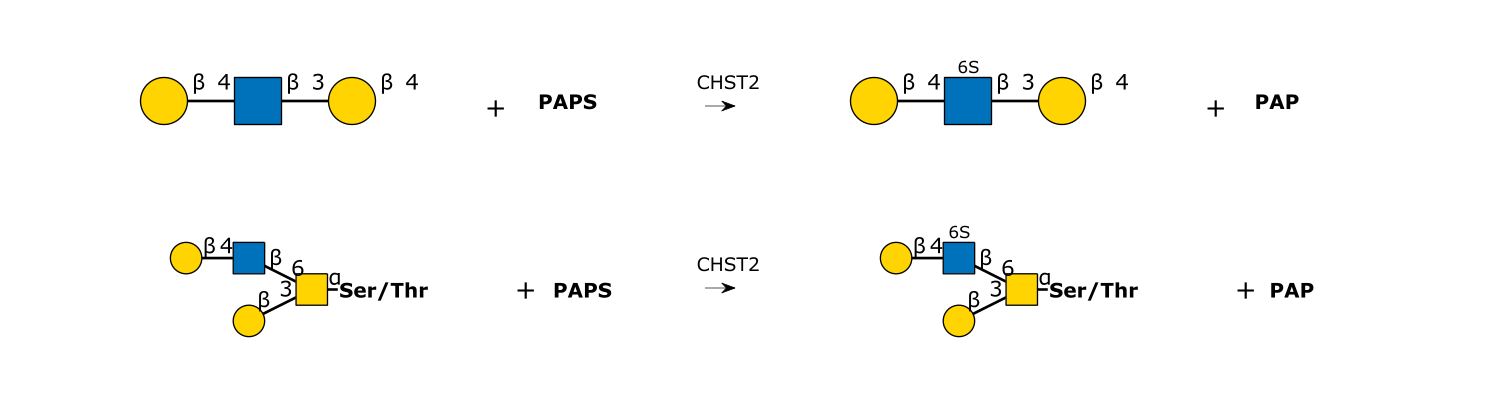 β 4 β 3 β 4 + PAPS CHST2 β 4 6S β 3 β 4 + PAP
β 4 β 6 β 3 α Ser/Thr + PAPS CHST2 β 4 6S β 6 β 3 α Ser/Thr + PAP